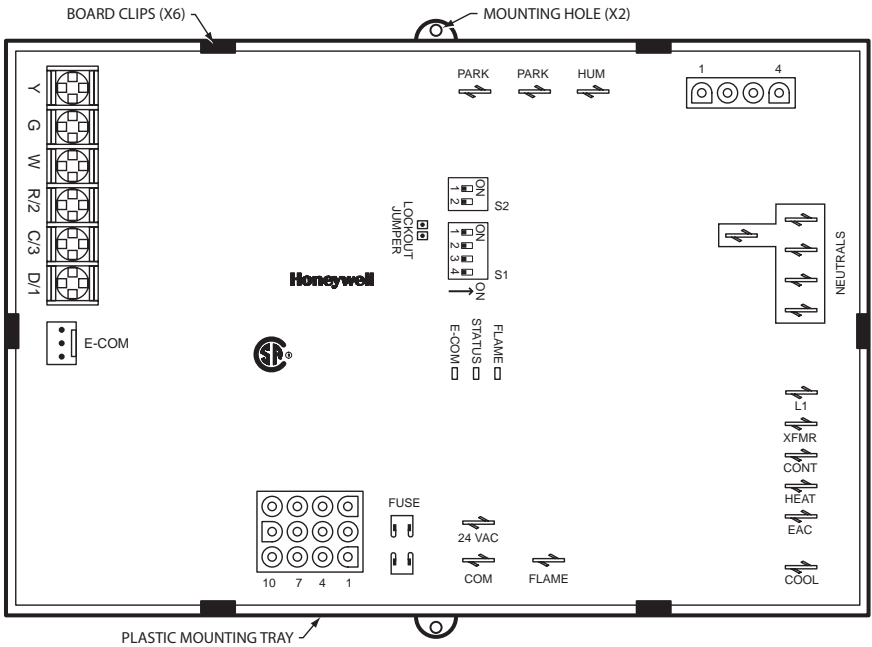 BOARD CLIPS (X6)
MOUNTING HOLE (X2)
PARK
PARK
HUM
1
4
Y
G
W
R/2
C/3
D/1
ON
1
2
S2
LOCKOUT
JUMPER
ON
1
2
3
4
S1
ON
Honeywell
NEUTRALS
E-COM
SP®
E-COM
STATUS
FLAME
L1
XFMR
CONT
HEAT
EAC
COOL
FUSE
24 VAC
COM
FLAME
10
7
4
1
PLASTIC MOUNTING TRAY